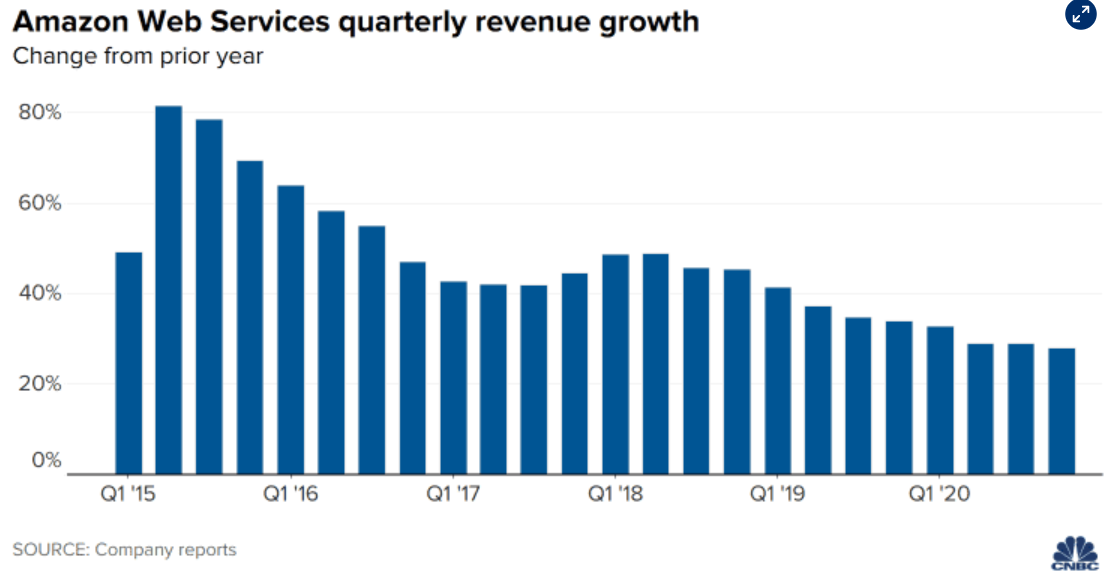 Amazon Web Services quarterly revenue growth
Change from prior year
80%
60%
40%
20%
0%
Q1 '15 Q1 '16 Q1 '17 Q1 '18 Q1 '19 Q1 '20
SOURCE: Company reports
CNBC